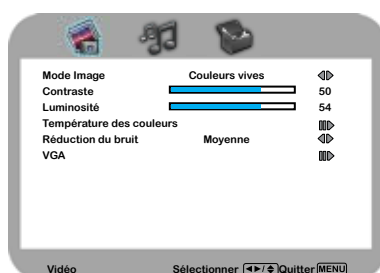 Mode Image Couleurs vives
Contraste 50
Luminosité 54
Température des couleurs
Réduction du bruit Moyenne
VGA
Vidéo Sélectionner Quitter MENU